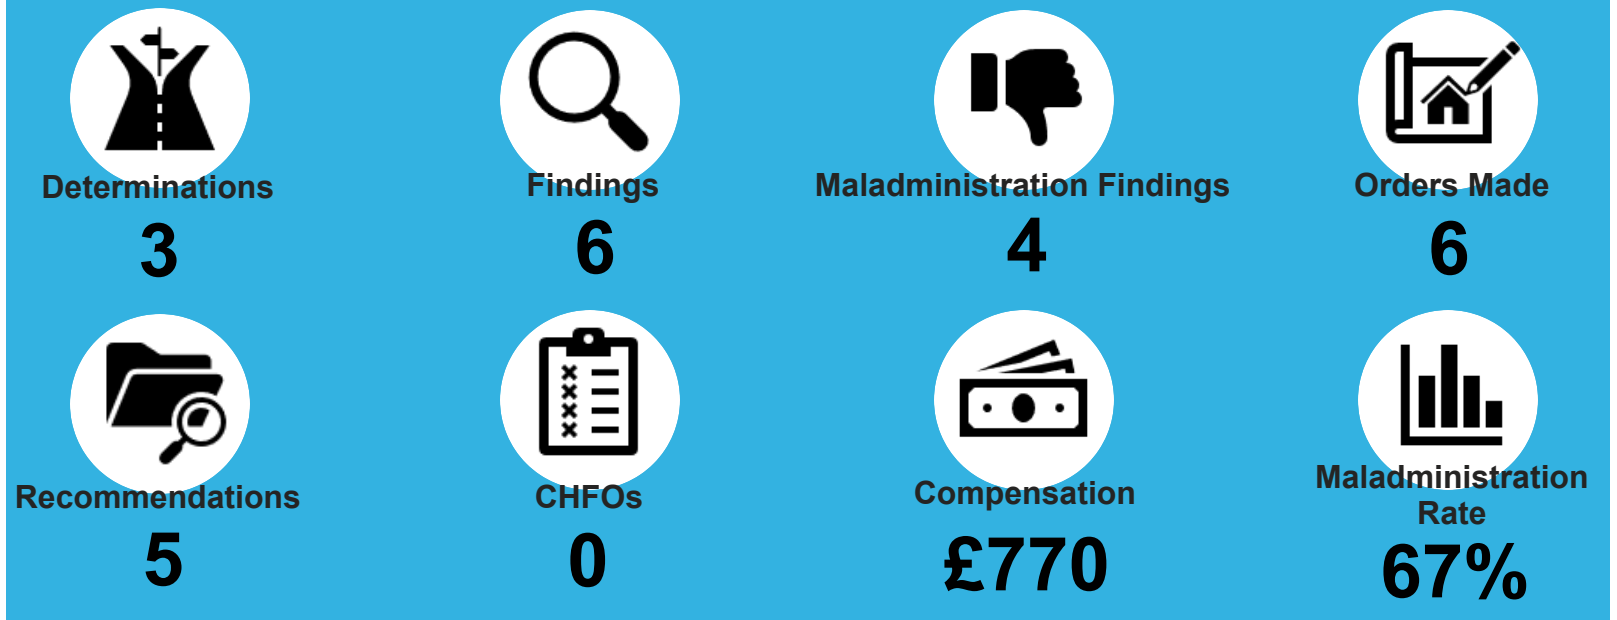 Determinations
3
Findings
6
Maladministration Findings
4
Orders Made
6
Recommendations
5
CHFOs
0
Compensation
£770
Maladministration
Rate
67%